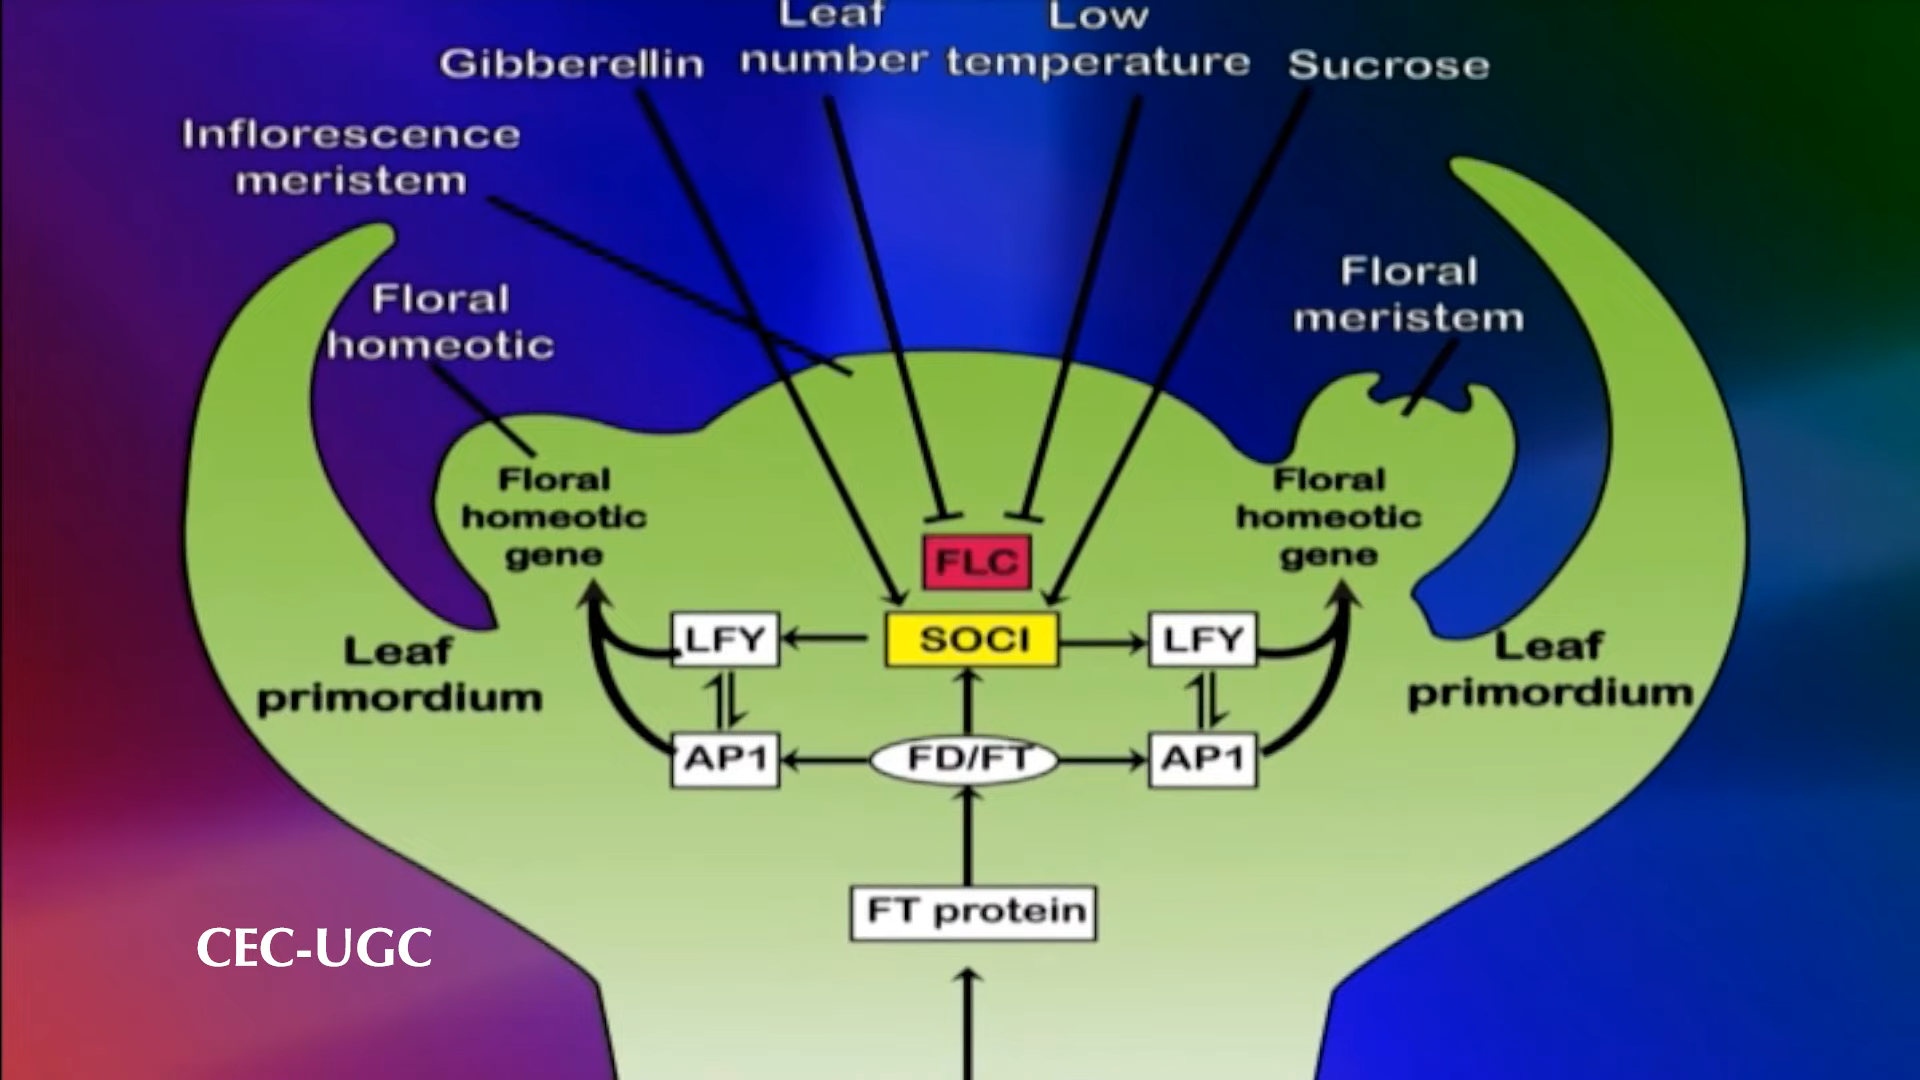 Leaf
number
Low
temperature
Gibberellin
Sucrose
Inflorescence
meristem
Floral
homeotic
Floral
meristem
Floral
homeotic
gene
Floral
homeotic
gene
FLC
LFY
SOCI
LFY
Leaf
primordium
Leaf
primordium
AP1
FD/FT
AP1
FT protein
CEC-UGC